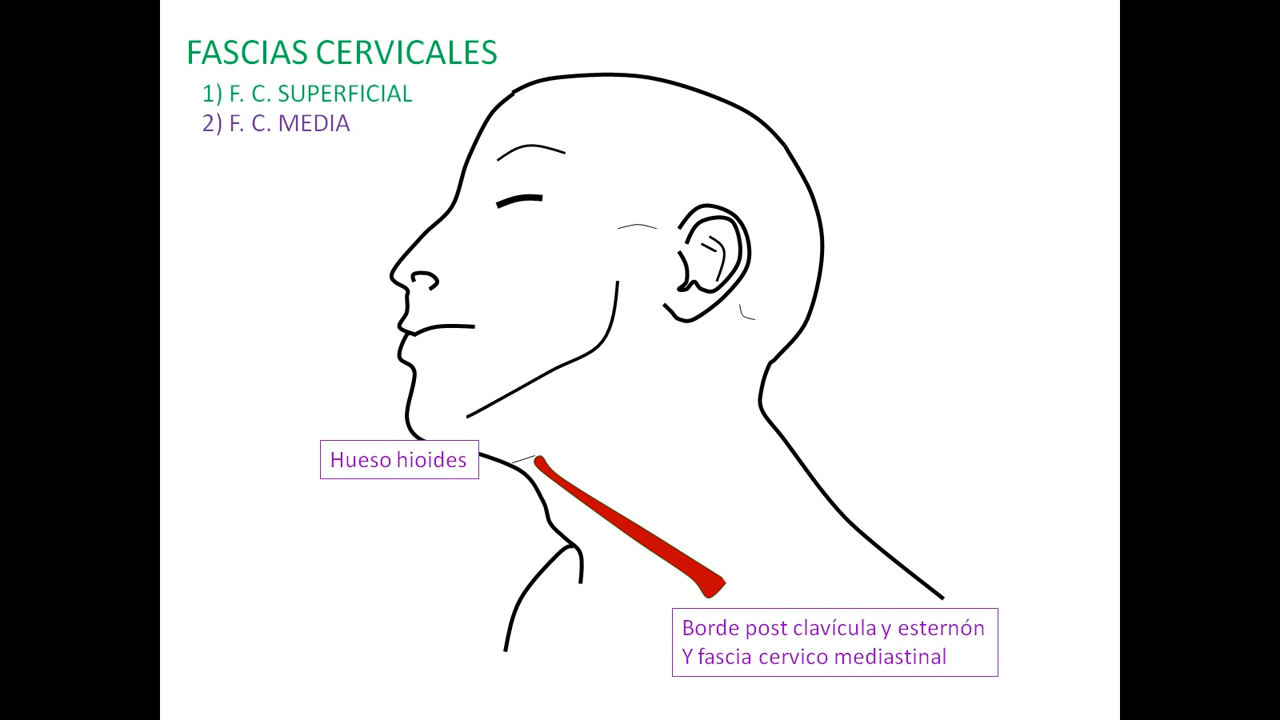 FASCIAS CERVICALES
1) F. C. SUPERFICIAL
2) F. C. MEDIA
Hueso hioides
Borde post clavícula y esternón
Y fascia cervico mediastinal